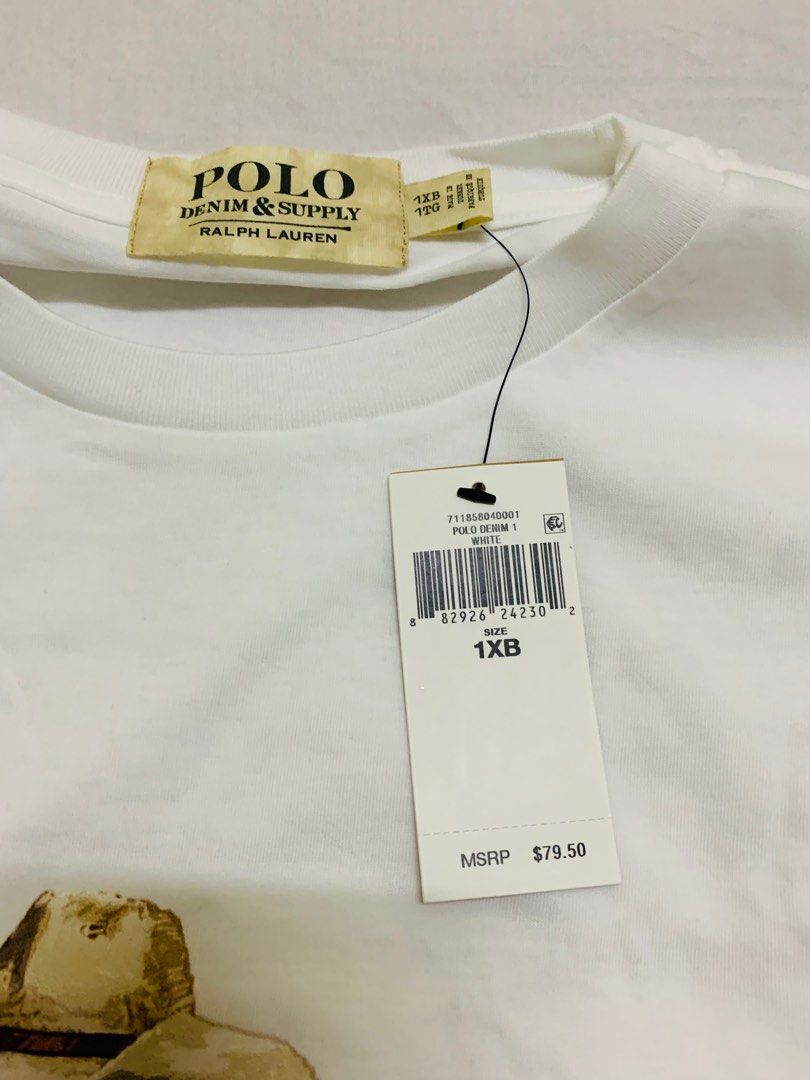 POLO
DENIM & SUPPLY
RALPH LAUREN
1XB
1TG
711858040001
POLO DENIM 1
WHITE
8 82926 24230 2
SIZE
1XB
MSRP $79.50